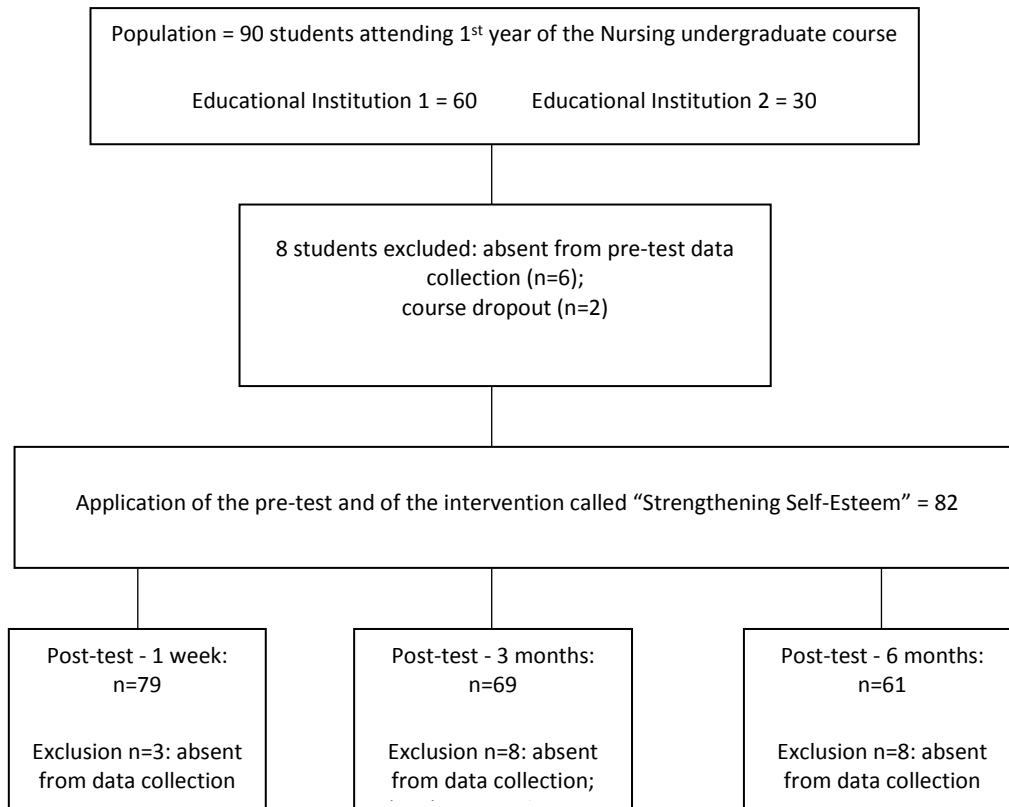 Population = 90 students attending 1st year of the Nursing undergraduate course
Educational Institution 1 = 60 Educational Institution 2 = 30
8 students excluded: absent from pre-test data
collection (n=6);
course dropout (n=2)
Application of the pre-test and of the intervention called “Strengthening Self-Esteem” = 82
Post-test - 1 week:
n=79
Exclusion n=3: absent
from data collection
Post-test - 3 months:
n=69
Exclusion n=8: absent
from data collection;
Post-test - 6 months:
n=61
Exclusion n=8: absent
from data collection